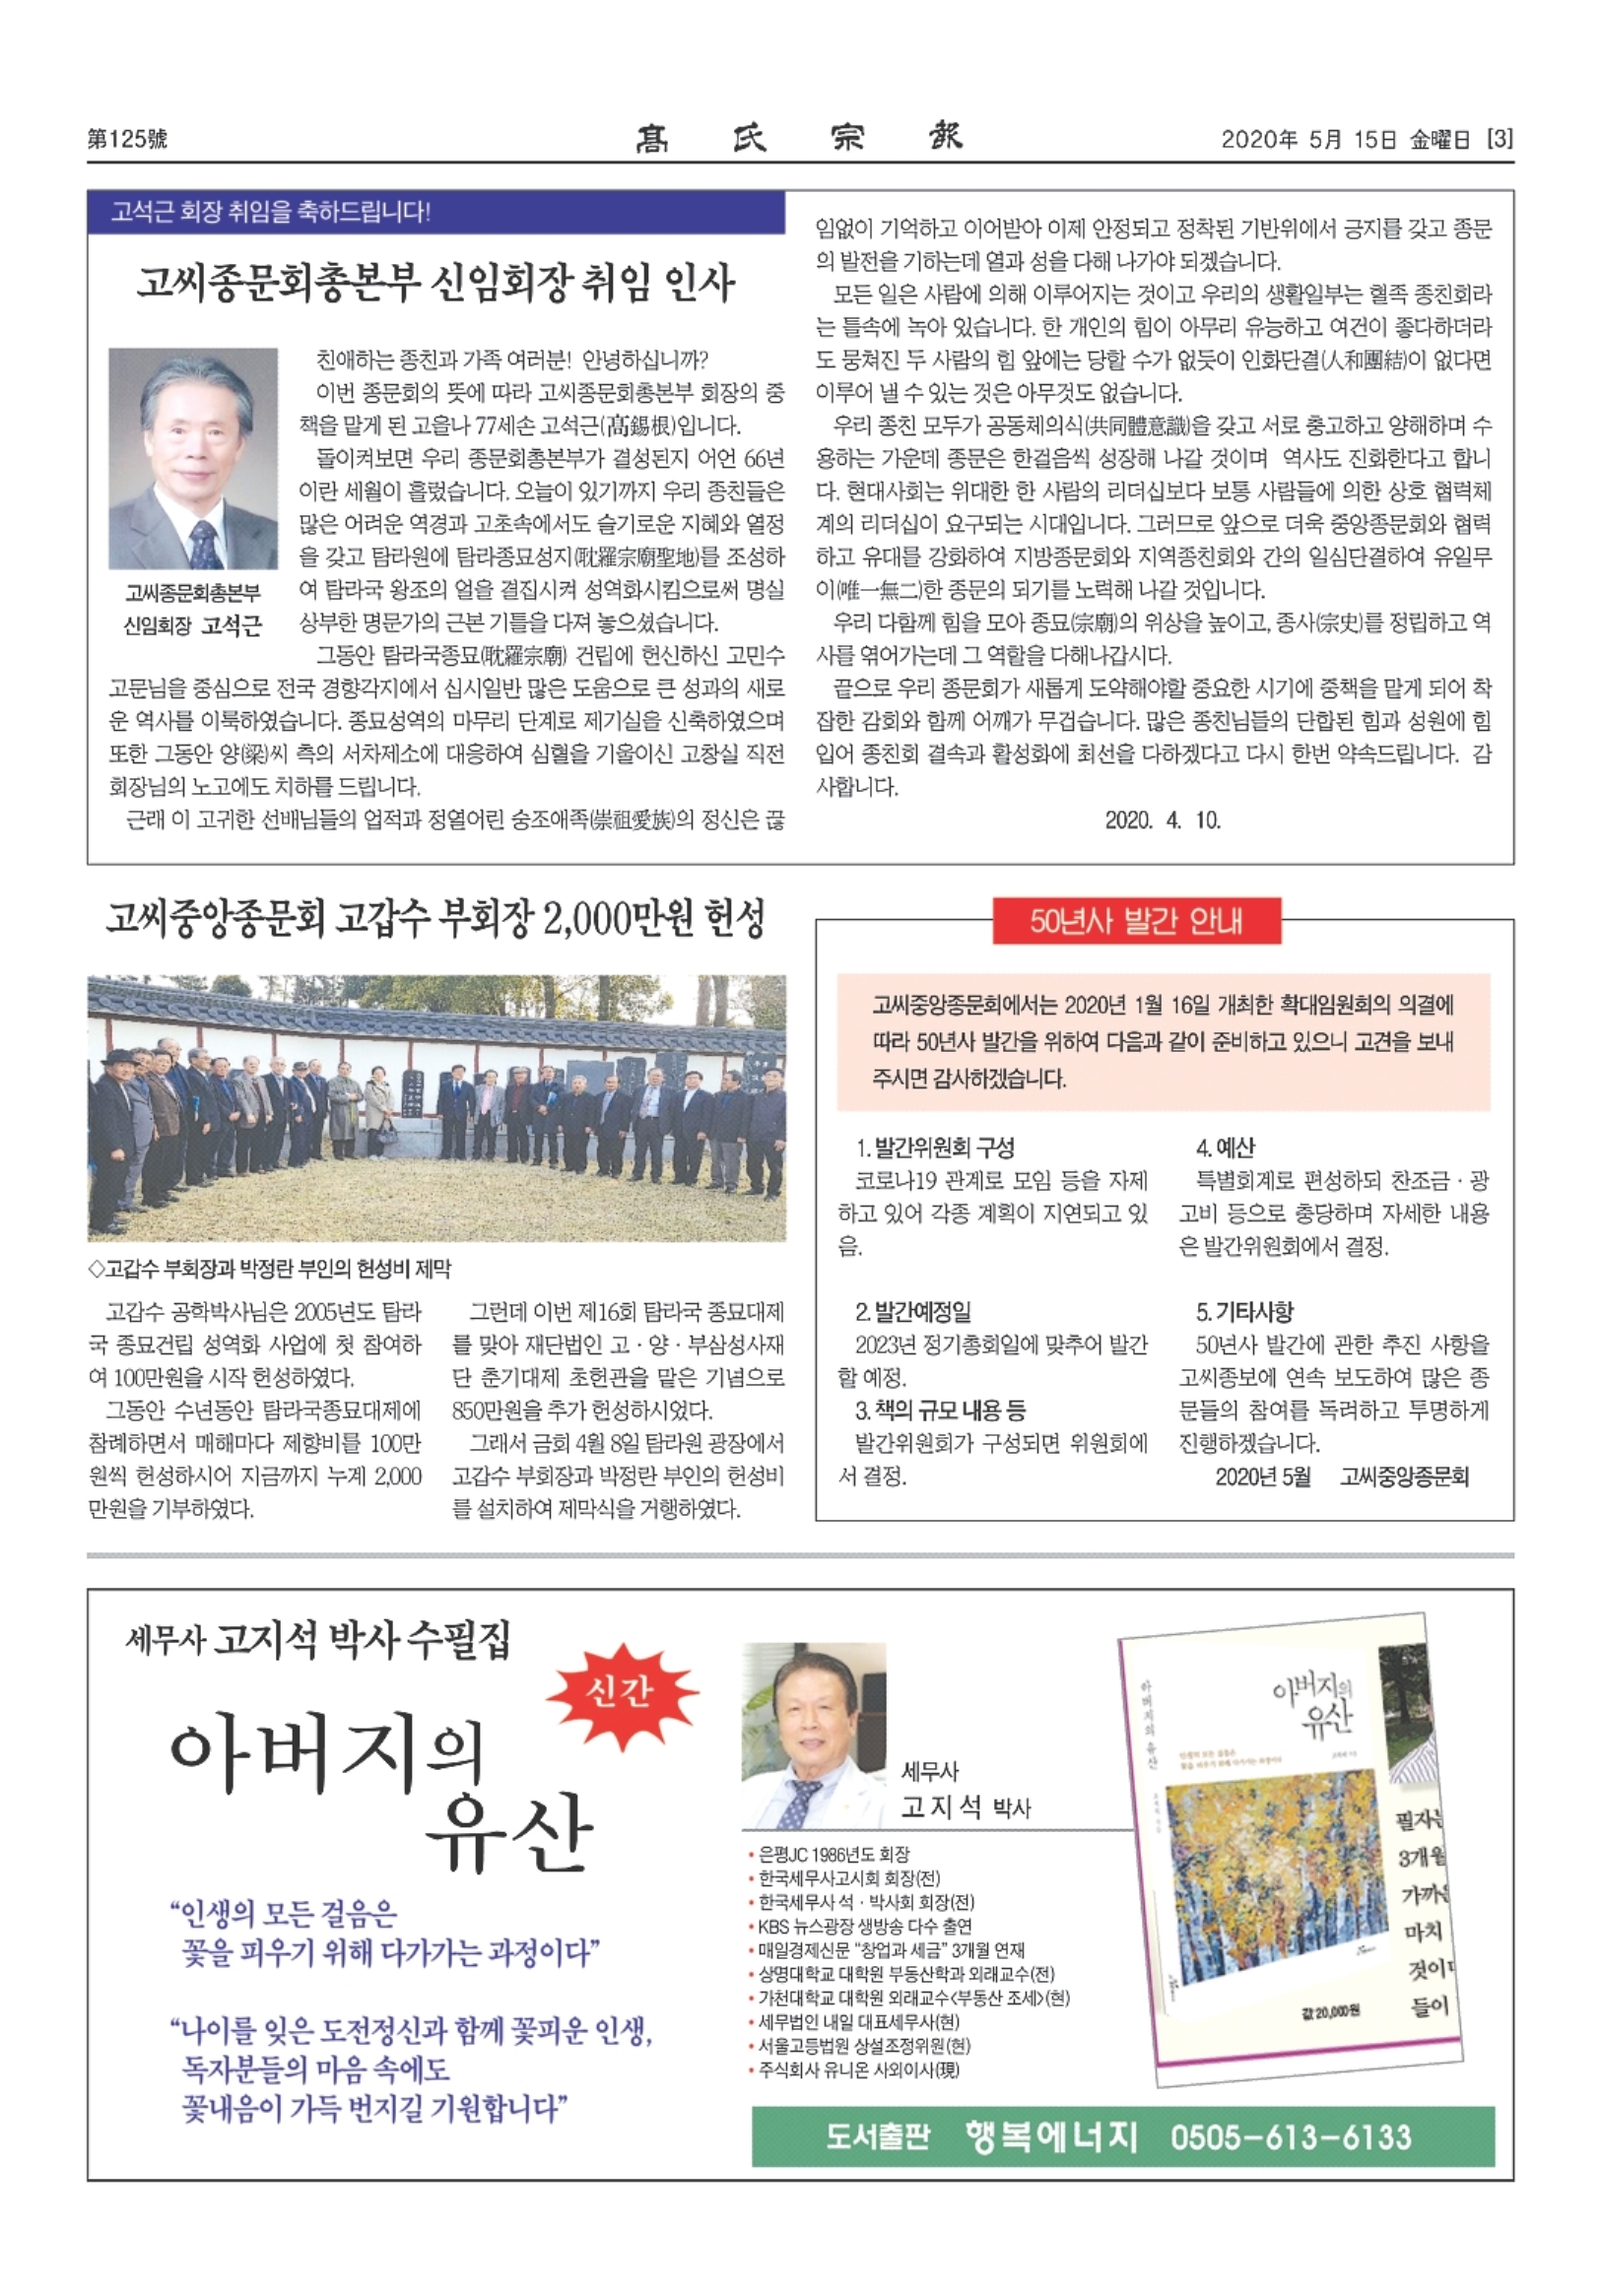 第125號
髙氏宗報
2020年 5月 15日 金曜日 [3]
고석근 회장 취임을 축하드립니다!
고씨종문회총본부 신임회장 취임 인사
고씨종문회총본부
신임회장 고석근
친애하는 종친과 가족 여러분! 안녕하십니까?
이번 종문회의 뜻에 따라 고씨종문회총본부 회장의 중
책을 맡게 된 고을나 77세손 고석근(髙錫根)입니다.
돌이켜보면 우리 종문회총본부가 결성된지 어언 66년
이란 세월이 흘렀습니다. 오늘이 있기까지 우리 종친들은
많은 어려운 역경과 고초속에서도 슬기로운 지혜와 열정
을 갖고 탐라원에 탐라종묘성지(耽羅宗廟聖地)를 조성하
여 탐라국 왕조의 얼을 결집시켜 성역화시킴으로써 명실
상부한 명문가의 근본 기틀을 다져 놓으셨습니다.
그동안 탐라국종묘(耽羅宗廟) 건립에 헌신하신 고민수
고문님을 중심으로 전국 경향각지에서 십시일반 많은 도움으로 큰 성과의 새로
운 역사를 이룩하였습니다. 종묘성역의 마무리 단계로 제기실을 신축하였으며
또한 그동안 양(梁)씨 측의 서차제소에 대응하여 심혈을 기울이신 고창실 직전
회장님의 노고에도 치하를 드립니다.
근래 이 고귀한 선배님들의 업적과 정열어린 숭조애족(崇祖愛族)의 정신은 끊
임없이 기억하고 이어받아 이제 안정되고 정착된 기반위에서 긍지를 갖고 종문
의 발전을 기하는데 열과 성을 다해 나가야 되겠습니다.
모든 일은 사람에 의해 이루어지는 것이고 우리의 생활일부는 혈족 종친회라
는 틀속에 녹아 있습니다. 한 개인의 힘이 아무리 유능하고 여건이 좋다하더라
도 뭉쳐진 두 사람의 힘 앞에는 당할 수가 없듯이 인화단결(人和團結)이 없다면
이루어 낼 수 있는 것은 아무것도 없습니다.
우리 종친 모두가 공동체의식(共同體意識)을 갖고 서로 충고하고 양해하며 수
용하는 가운데 종문은 한걸음씩 성장해 나갈 것이며 역사도 진화한다고 합니
다. 현대사회는 위대한 한 사람의 리더십보다 보통 사람들에 의한 상호 협력체
계의 리더십이 요구되는 시대입니다. 그러므로 앞으로 더욱 중앙종문회와 협력
하고 유대를 강화하여 지방종문회와 지역종친회와 간의 일심단결하여 유일무
이(唯一無二)한 종문의 되기를 노력해 나갈 것입니다.
우리 다함께 힘을 모아 종묘(宗廟)의 위상을 높이고, 종사(宗史)를 정립하고 역
사를 엮어가는데 그 역할을 다해나갑시다.
끝으로 우리 종문회가 새롭게 도약해야할 중요한 시기에 중책을 맡게 되어 착
잡한 감회와 함께 어깨가 무겁습니다. 많은 종친님들의 단합된 힘과 성원에 힘
입어 종친회 결속과 활성화에 최선을 다하겠다고 다시 한번 약속드립니다. 감
사합니다.
2020. 4. 10.
고씨중앙종문회 고갑수 부회장 2,000만원 헌성
◇고갑수 부회장과 박정란 부인의 헌성비 제막
고갑수 공학박사님은 2005년도 탐라
국 종묘건립 성역화 사업에 첫 참여하
여 100만원을 시작 헌성하였다.
그동안 수년동안 탐라국종묘대제에
참례하면서 매해마다 제향비를 100만
원씩 헌성하시어 지금까지 누계 2,000
만원을 기부하였다.
그런데 이번 제16회 탐라국 종묘대제
를 맞아 재단법인 고·양·부삼성사재
단 춘기대제 초헌관을 맡은 기념으로
850만원을 추가 헌성하시었다.
그래서 금회 4월 8일 탐라원 광장에서
고갑수 부회장과 박정란 부인의 헌성비
를 설치하여 제막식을 거행하였다.
50년사 발간 안내
고씨중앙종문회에서는 2020년 1월 16일 개최한 확대임원회의 의결에
따라 50년사 발간을 위하여 다음과 같이 준비하고 있으니 고견을 보내
주시면 감사하겠습니다.
1. 발간위원회 구성
코로나19 관계로 모임 등을 자제
하고 있어 각종 계획이 지연되고 있
음.
2. 발간예정일
2023년 정기총회일에 맞추어 발간
할 예정.
3. 책의 규모 내용 등
발간위원회가 구성되면 위원회에
서 결정.
4. 예산
특별회계로 편성하되 찬조금·광
고비 등으로 충당하며 자세한 내용
은 발간위원회에서 결정.
5. 기타사항
50년사 발간에 관한 추진 사항을
고씨종보에 연속 보도하여 많은 종
문들의 참여를 독려하고 투명하게
진행하겠습니다.
2020년 5월 고씨중앙종문회
세무사 고지석 박사 수필집
신간
아버지의
유산
“인생의 모든 걸음은
꽃을 피우기 위해 다가가는 과정이다”
“나이를 잊은 도전정신과 함께 꽃피운 인생,
독자분들의 마음 속에도
꽃내음이 가득 번지길 기원합니다”
세무사
고지석 박사
• 은평JC 1986년도 회장
• 한국세무사고시회 회장(전)
• 한국세무사 석·박사회 회장(전)
• KBS 뉴스광장 생방송 다수 출연
• 매일경제신문 “창업과 세금” 3개월 연재
• 상명대학교 대학원 부동산학과 외래교수(전)
• 가천대학교 대학원 외래교수<부동산 조세>(현)
• 세무법인 내일 대표세무사(현)
• 서울고등법원 상설조정위원(현)
• 주식회사 유니온 사외이사(現)
아버지의 유산
아버지의
유산
값 20,000원
필자는
3개월
마치
들이
도서출판 행복에너지 0505-613-6133